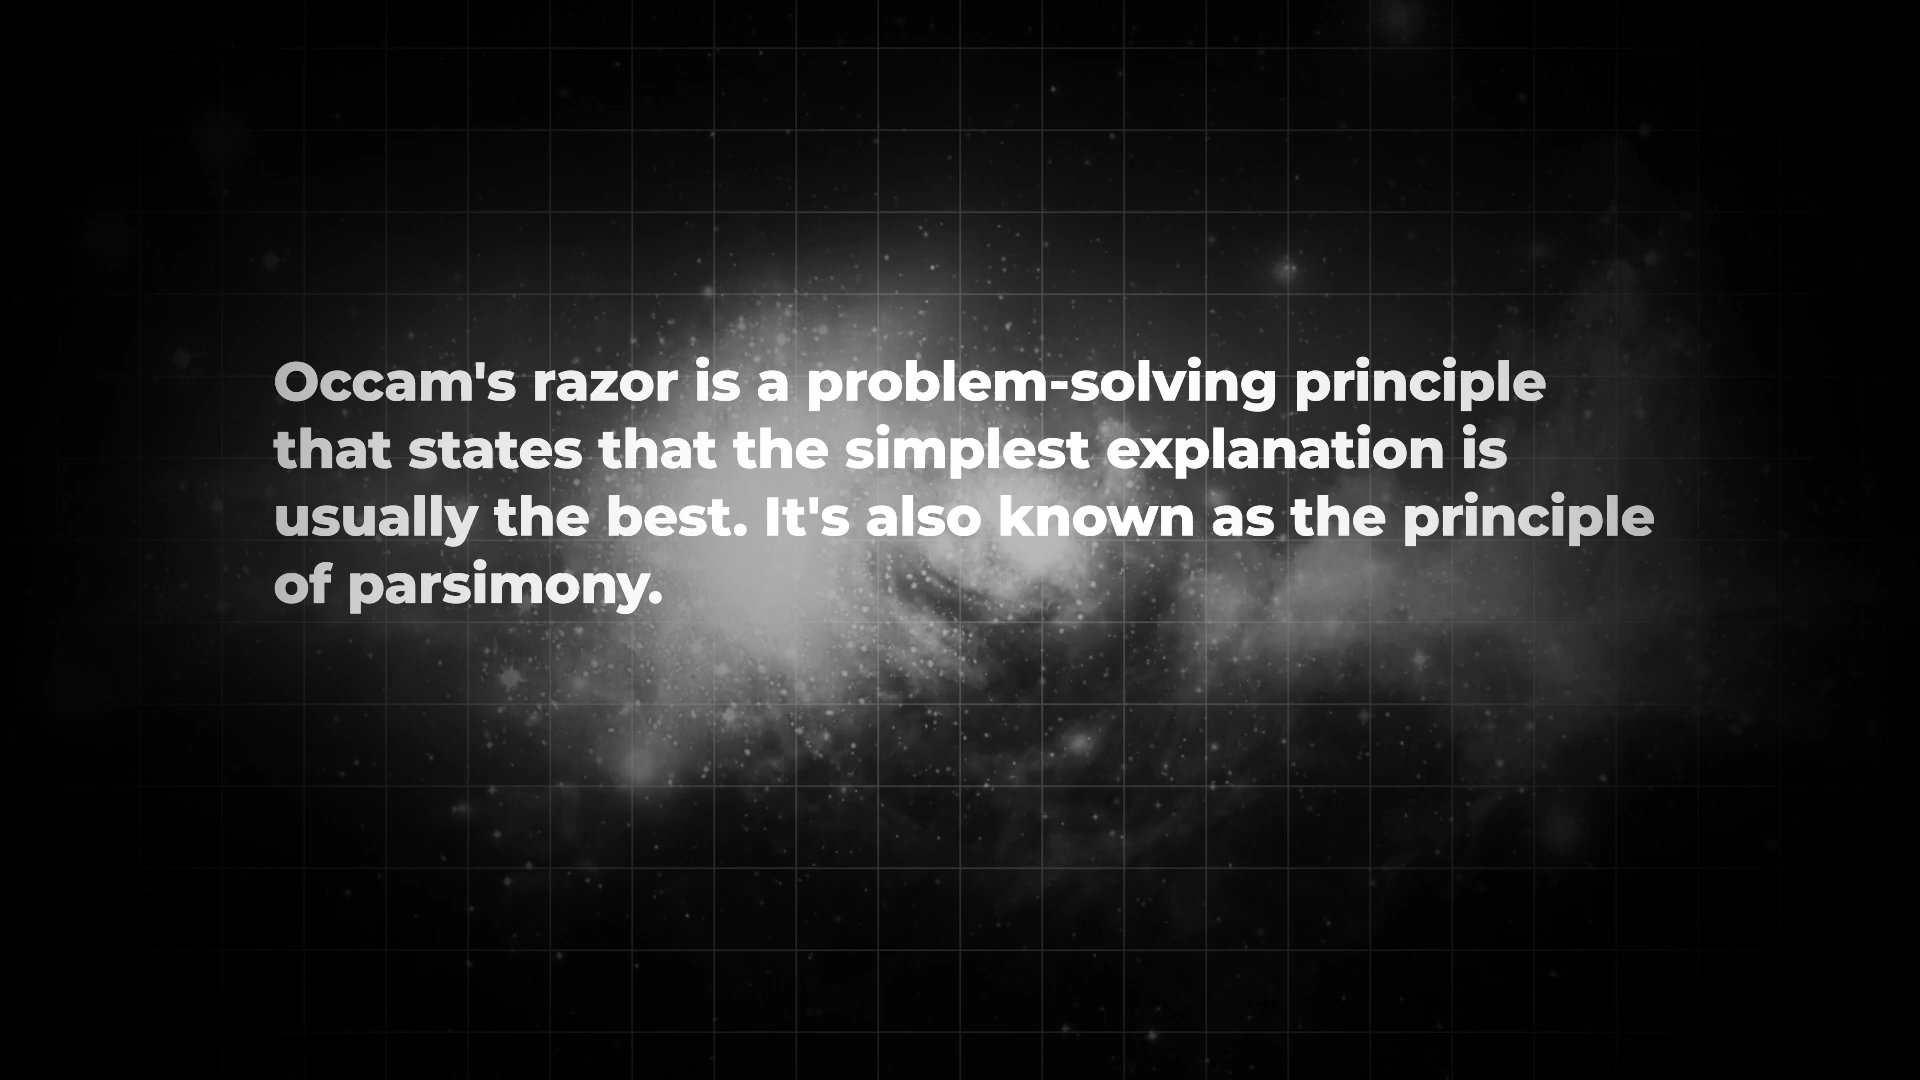 Occam's razor is a problem-solving principle
that states that the simplest explanation is
usually the best. It's also known as the principle
of parsimony.